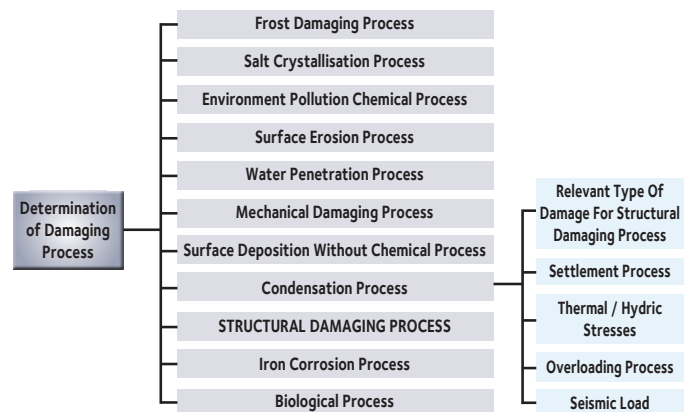 Determination
of Damaging
Process
Frost Damaging Process
Salt Crystallisation Process
Environment Pollution Chemical Process
Surface Erosion Process
Water Penetration Process
Mechanical Damaging Process
Surface Deposition Without Chemical Process
Condensation Process
STRUCTURAL DAMAGING PROCESS
Iron Corrosion Process
Biological Process
Relevant Type Of
Damage For Structural
Damaging Process
Settlement Process
Thermal / Hydric
Stresses
Overloading Process
Seismic Load